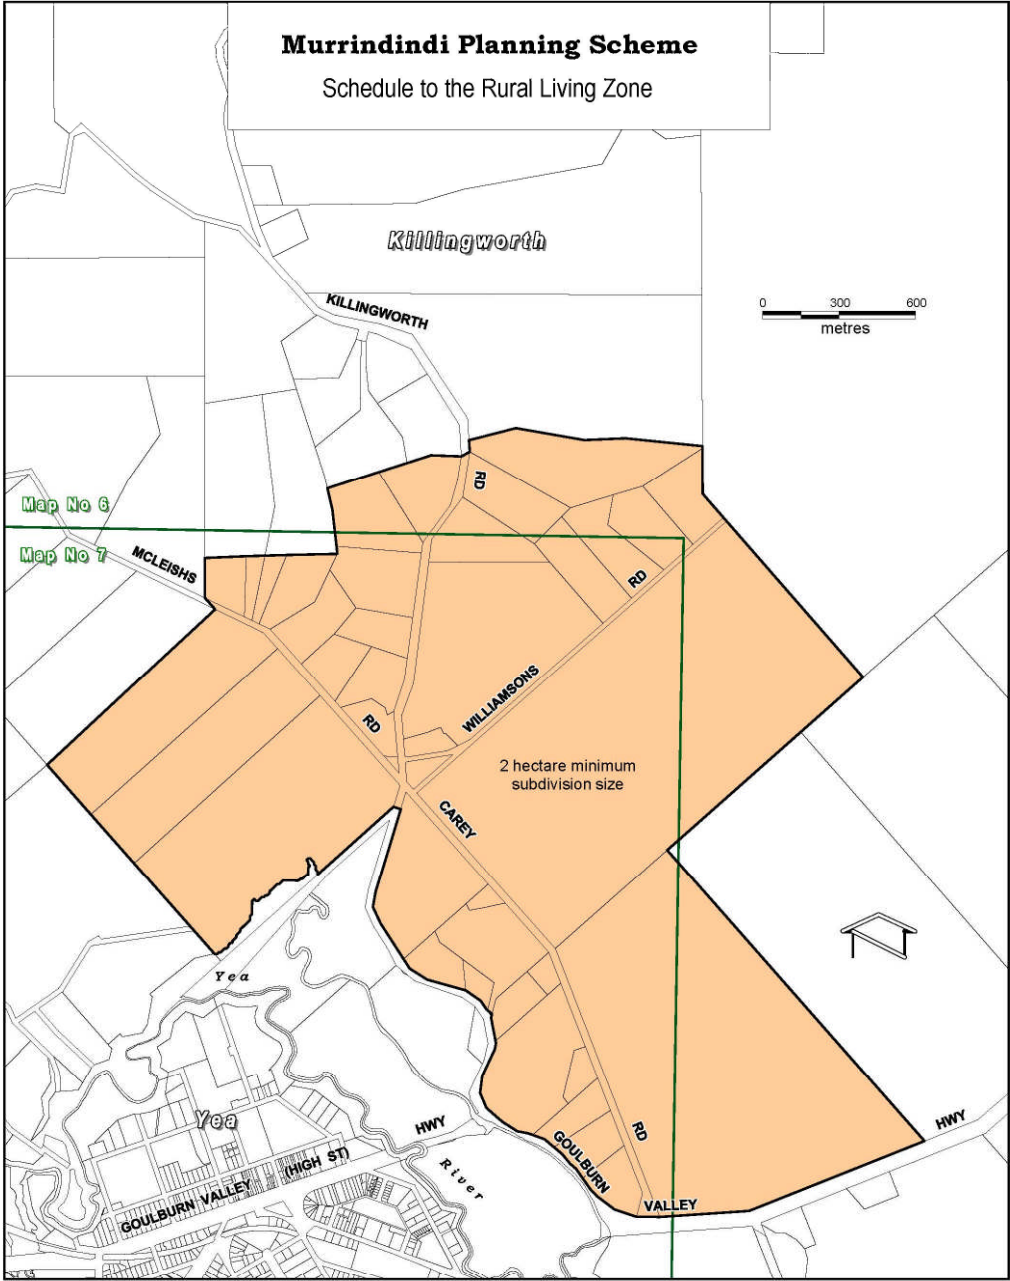 Murrindindi Planning Scheme
Schedule to the Rural Living Zone
Killingworth
KILLINGWORTH
0 300 600
metres
RD
Map No 6
Map No 7
MCLEISHS
RD
WILLIAMSONS
RD
2 hectare minimum
subdivision size
CAREY
Yea
Yea
HWY
RD
HWY
GOULBURN
(HIGH ST)
River
GOULBURN VALLEY
VALLEY